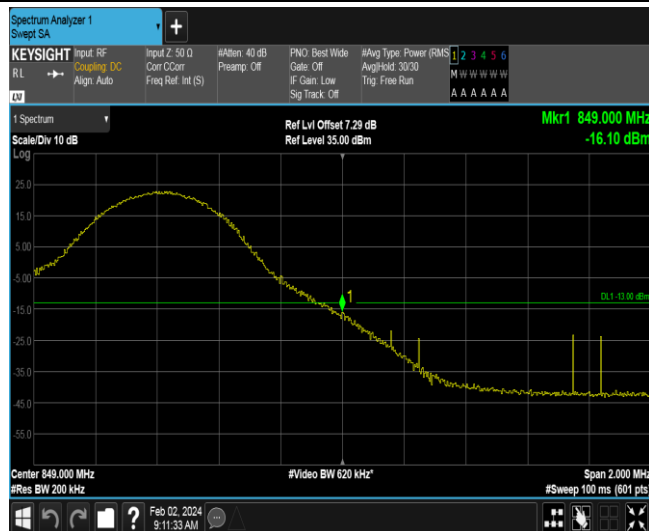 Spectrum Analyzer 1
Swept SA
+
KEYSIGHT
RL
LXI
Input: RF
Coupling: DC
Align: Auto
Input Z: 50 Ω
Corr CCorr
Freq Ref: Int (S)
#Atten: 40 dB
Preamp: Off
PNO: Best Wide
Gate: Off
IF Gain: Low
Sig Track: Off
#Avg Type: Power (RMS
Avg|Hold: 30/30
Trig: Free Run
1 2 3 4 5 6
M W W W W W
A A A A A A
1 Spectrum
Scale/Div 10 dB
Log
Ref Lvl Offset 7.29 dB
Ref Level 35.00 dBm
Mkr1 849.000 MHz
-16.10 dBm
25.0
15.0
5.00
-5.00
-15.0
-25.0
-35.0
-45.0
-55.0
1
DL1 -13.00 dBm
Center 849.000 MHz
#Res BW 200 kHz
#Video BW 620 kHz*
Span 2.000 MHz
#Sweep 100 ms (601 pts)
?
Feb 02, 2024
9:11:33 AM